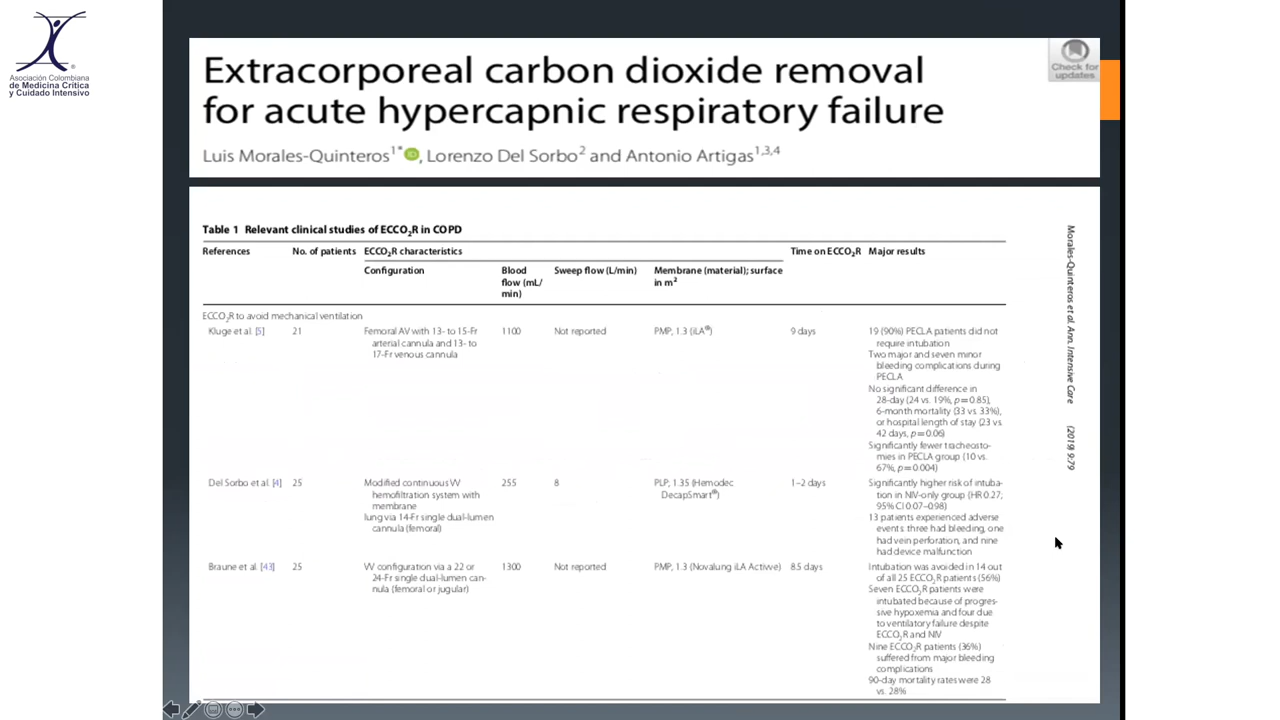 Asociación Colombiana
de Medicina Crítica
y Cuidado Intensivo
Check for
updates
Extracorporeal carbon dioxide removal
for acute hypercapnic respiratory failure
Luis Morales-Quinteros1*, Lorenzo Del Sorbo2 and Antonio Artigas1,3,4
Table 1 Relevant clinical studies of ECCO2R in COPD
References No. of patients ECCO2R characteristics Time on ECCO2R Major results
Configuration Blood flow (mL/min) Sweep flow (L/min) Membrane (material); surface in m2
ECCO2R to avoid mechanical ventilation
Kluge et al. [5] 21 Femoral AV with 13- to 15-Fr 1100 Not reported PMP, 1.3 (iLA®) 9 days 19 (90%) PECLA patients did not
arterial cannula and 13- to require intubation
17-Fr venous cannula Two major and seven minor
bleeding complications during
PECLA
No significant difference in
28-day (24 vs. 19%, p=0.85),
6-month mortality (33 vs. 33%),
or hospital length of stay (23 vs.
42 days, p=0.06)
Significantly fewer tracheosto-
mies in PECLA group (10 vs.
67%, p=0.004)
Del Sorbo et al. [4] 25 Modified continuous VV 255 8 PLP, 1.35 (Hemodec 1–2 days Significantly higher risk of intuba-
hemofiltration system with DecapSmart®) tion in NIV-only group (HR 0.27;
membrane 95% CI 0.07–0.98)
lung via 14-Fr single dual-lumen 13 patients experienced adverse
cannula (femoral) events: three had bleeding, one
had vein perforation, and nine
had device malfunction
Braune et al. [43] 25 VV configuration via a 22 or 1300 Not reported PMP, 1.3 (Novalung iLA Activve) 8.5 days Intubation was avoided in 14 out
24-Fr single dual-lumen can- of all 25 ECCO2R patients (56%)
nula (femoral or jugular) Seven ECCO2R patients were
intubated because of progres-
sive hypoxemia and four due
to ventilatory failure despite
ECCO2R and NIV
Nine ECCO2R patients (36%)
suffered from major bleeding
complications
90-day mortality rates were 28
vs. 28%
Morales-Quinteros et al. Ann. Intensive Care (2019) 9:79